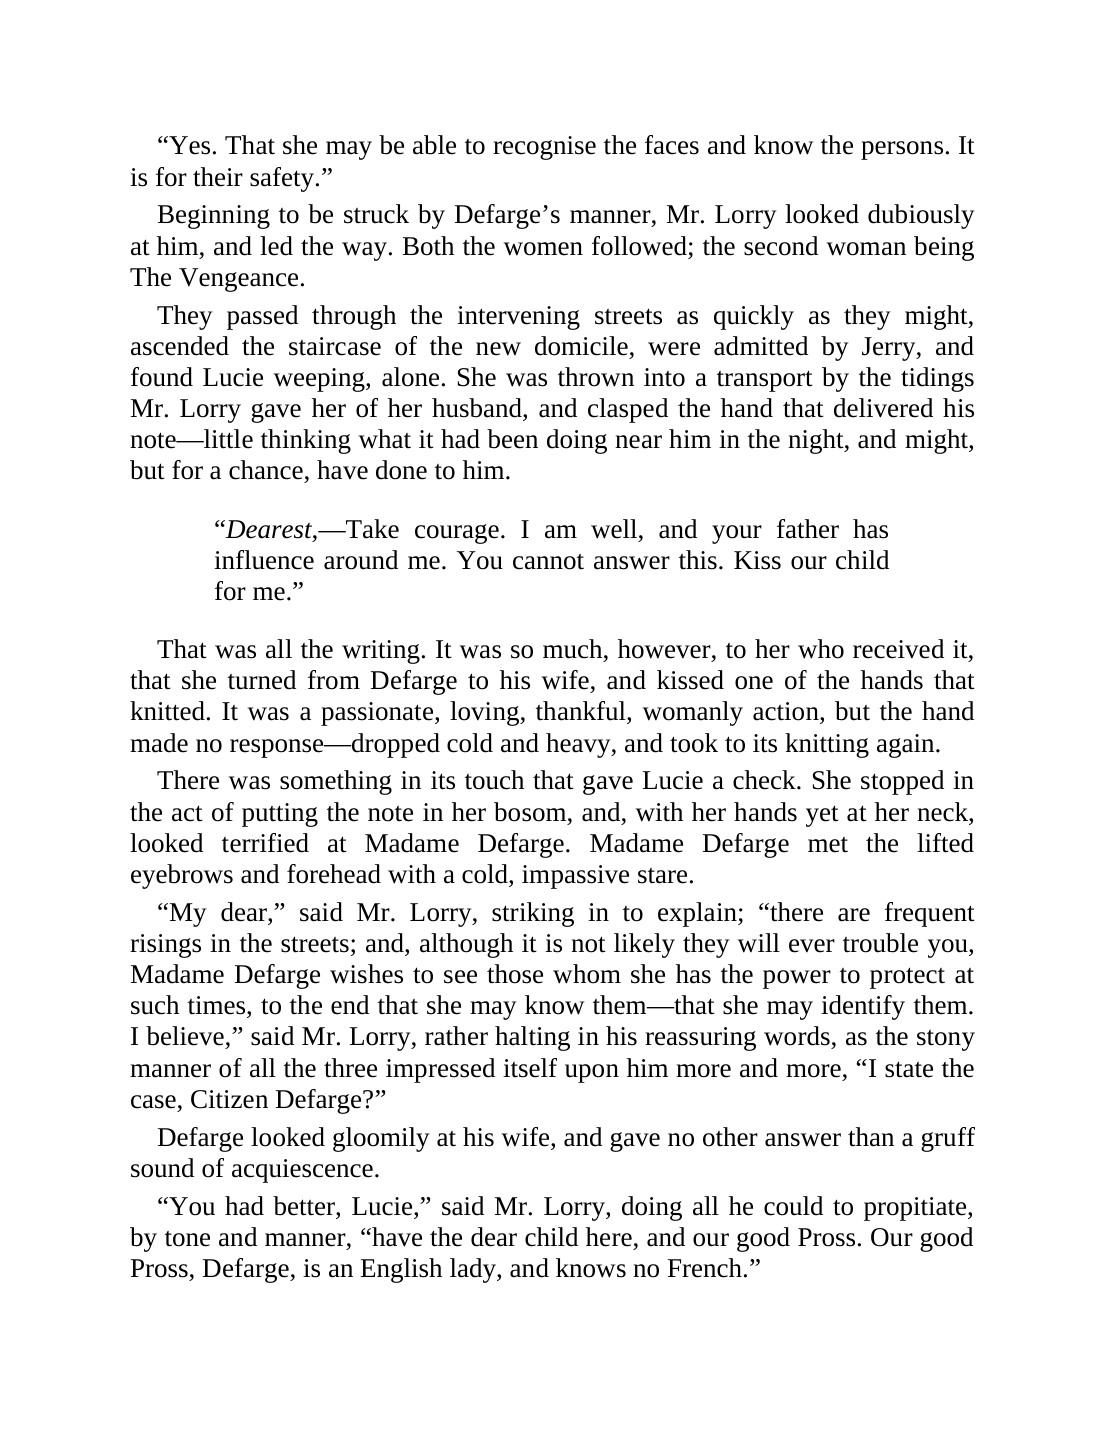 “Yes. That she may be able to recognise the faces and know the persons. It
is for their safety.”
Beginning to be struck by Defarge’s manner, Mr. Lorry looked dubiously
at him, and led the way. Both the women followed; the second woman being
The Vengeance.
They passed through the intervening streets as quickly as they might,
ascended the staircase of the new domicile, were admitted by Jerry, and
found Lucie weeping, alone. She was thrown into a transport by the tidings
Mr. Lorry gave her of her husband, and clasped the hand that delivered his
note—little thinking what it had been doing near him in the night, and might,
but for a chance, have done to him.
“Dearest,—Take courage. I am well, and your father has
influence around me. You cannot answer this. Kiss our child
for me.”
That was all the writing. It was so much, however, to her who received it,
that she turned from Defarge to his wife, and kissed one of the hands that
knitted. It was a passionate, loving, thankful, womanly action, but the hand
made no response—dropped cold and heavy, and took to its knitting again.
There was something in its touch that gave Lucie a check. She stopped in
the act of putting the note in her bosom, and, with her hands yet at her neck,
looked terrified at Madame Defarge. Madame Defarge met the lifted
eyebrows and forehead with a cold, impassive stare.
“My dear,” said Mr. Lorry, striking in to explain; “there are frequent
risings in the streets; and, although it is not likely they will ever trouble you,
Madame Defarge wishes to see those whom she has the power to protect at
such times, to the end that she may know them—that she may identify them.
I believe,” said Mr. Lorry, rather halting in his reassuring words, as the stony
manner of all the three impressed itself upon him more and more, “I state the
case, Citizen Defarge?”
Defarge looked gloomily at his wife, and gave no other answer than a gruff
sound of acquiescence.
“You had better, Lucie,” said Mr. Lorry, doing all he could to propitiate,
by tone and manner, “have the dear child here, and our good Pross. Our good
Pross, Defarge, is an English lady, and knows no French.”